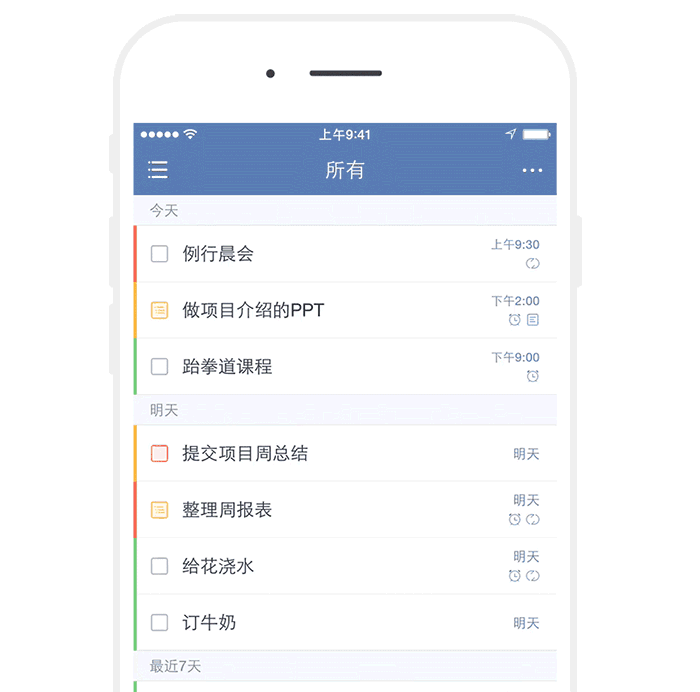 上午9:41
所有
今天
例行晨会
上午9:30
做项目介绍的PPT
下午2:00
跆拳道课程
下午9:00
明天
提交项目周总结
明天
整理周报表
明天
给花浇水
明天
订牛奶
明天
最近7天